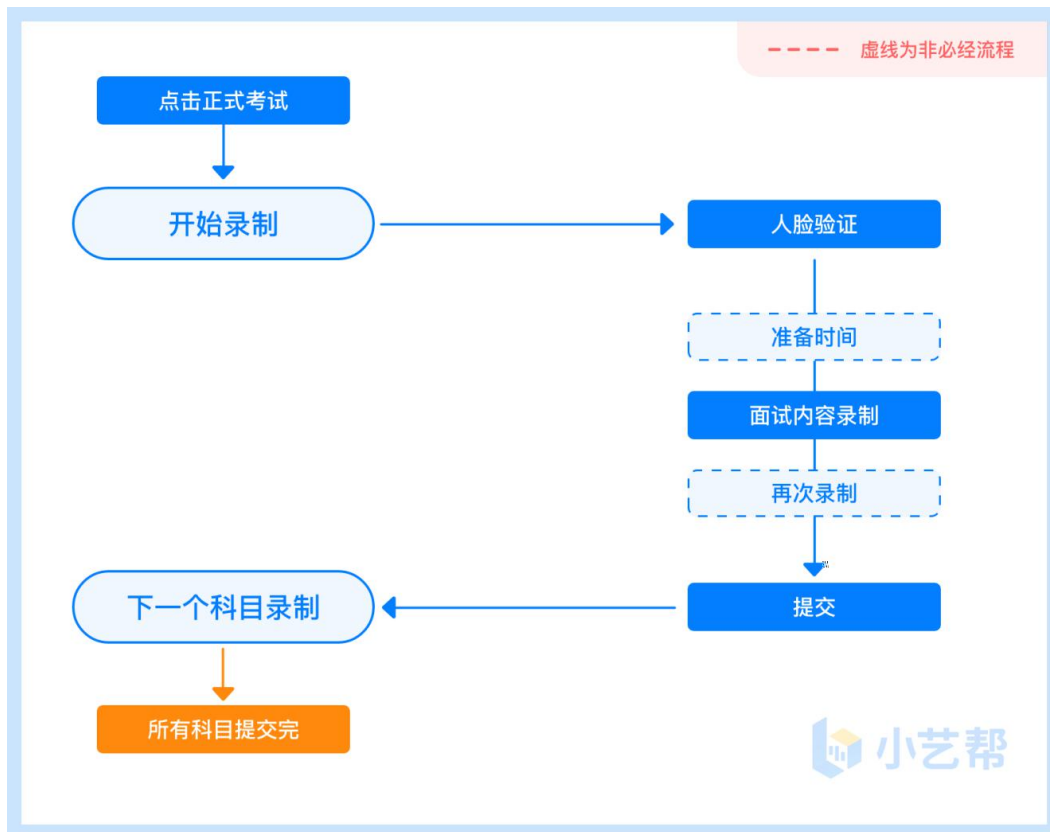 虚线为非必经流程
点击正式考试
开始录制
人脸验证
准备时间
面试内容录制
再次录制
提交
下一个科目录制
所有科目提交完
小艺帮